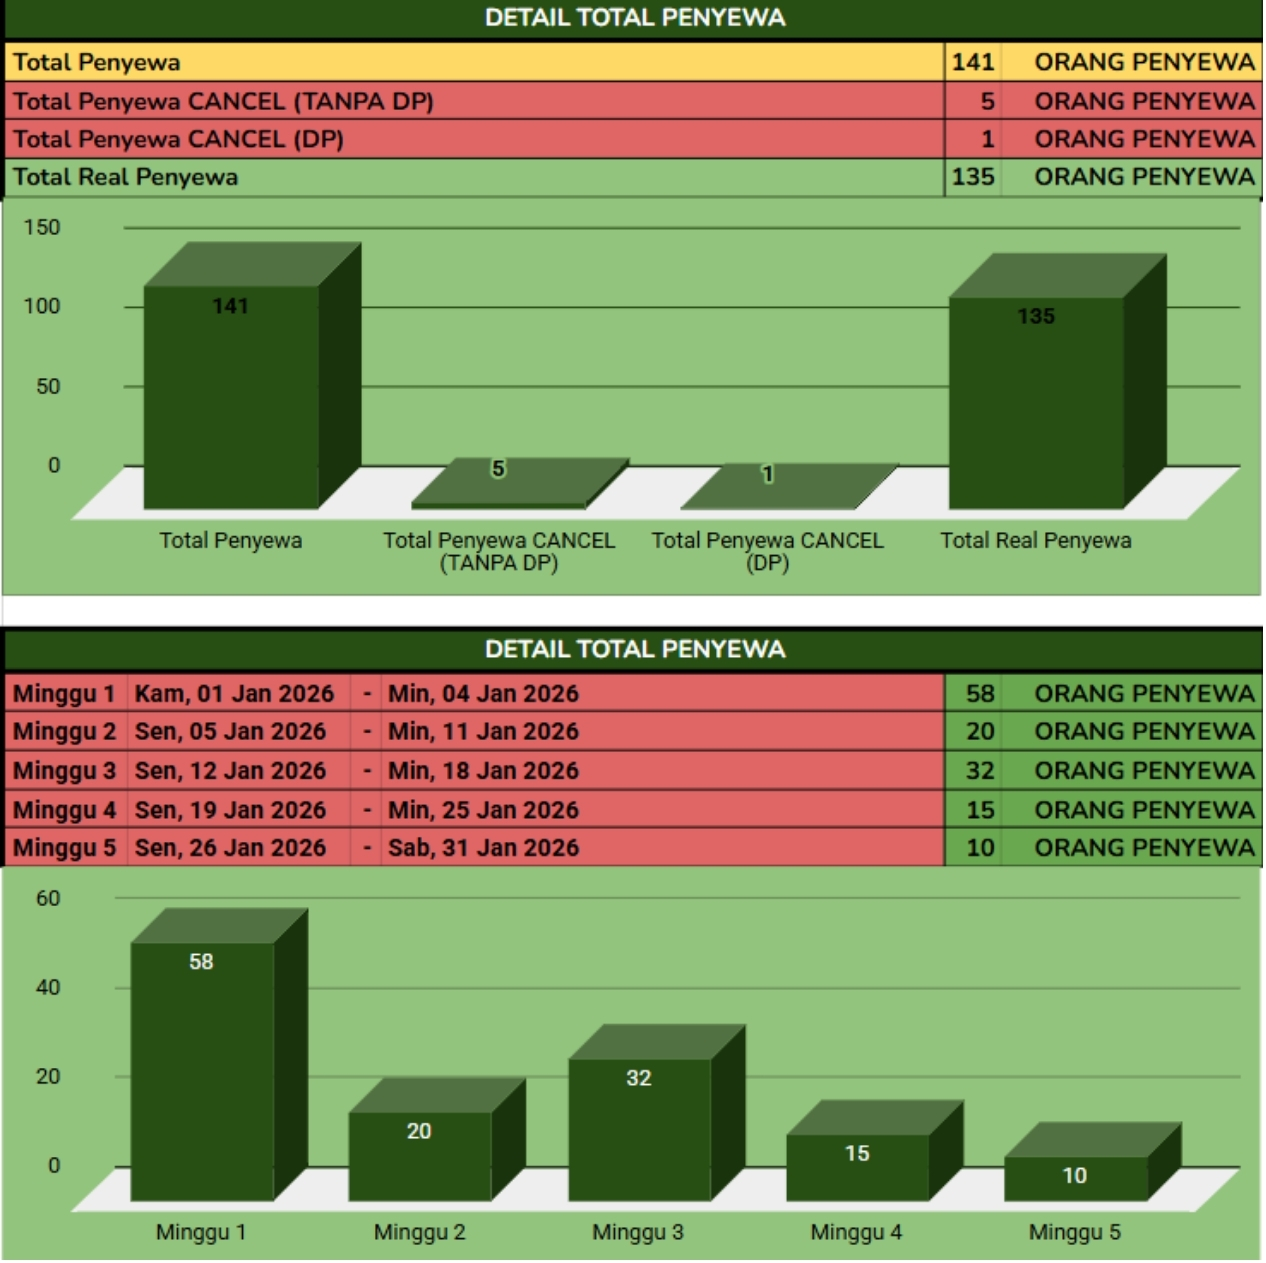 DETAIL TOTAL PENYEWA
Total Penyewa 141 ORANG PENYEWA
Total Penyewa CANCEL (TANPA DP) 5 ORANG PENYEWA
Total Penyewa CANCEL (DP) 1 ORANG PENYEWA
Total Real Penyewa 135 ORANG PENYEWA
150
100
50
0
141
5
1
135
Total Penyewa
Total Penyewa CANCEL
(TANPA DP)
Total Penyewa CANCEL
(DP)
Total Real Penyewa
DETAIL TOTAL PENYEWA
Minggu 1 Kam, 01 Jan 2026 - Min, 04 Jan 2026 58 ORANG PENYEWA
Minggu 2 Sen, 05 Jan 2026 - Min, 11 Jan 2026 20 ORANG PENYEWA
Minggu 3 Sen, 12 Jan 2026 - Min, 18 Jan 2026 32 ORANG PENYEWA
Minggu 4 Sen, 19 Jan 2026 - Min, 25 Jan 2026 15 ORANG PENYEWA
Minggu 5 Sen, 26 Jan 2026 - Sab, 31 Jan 2026 10 ORANG PENYEWA
60
40
20
0
58
20
32
15
10
Minggu 1
Minggu 2
Minggu 3
Minggu 4
Minggu 5